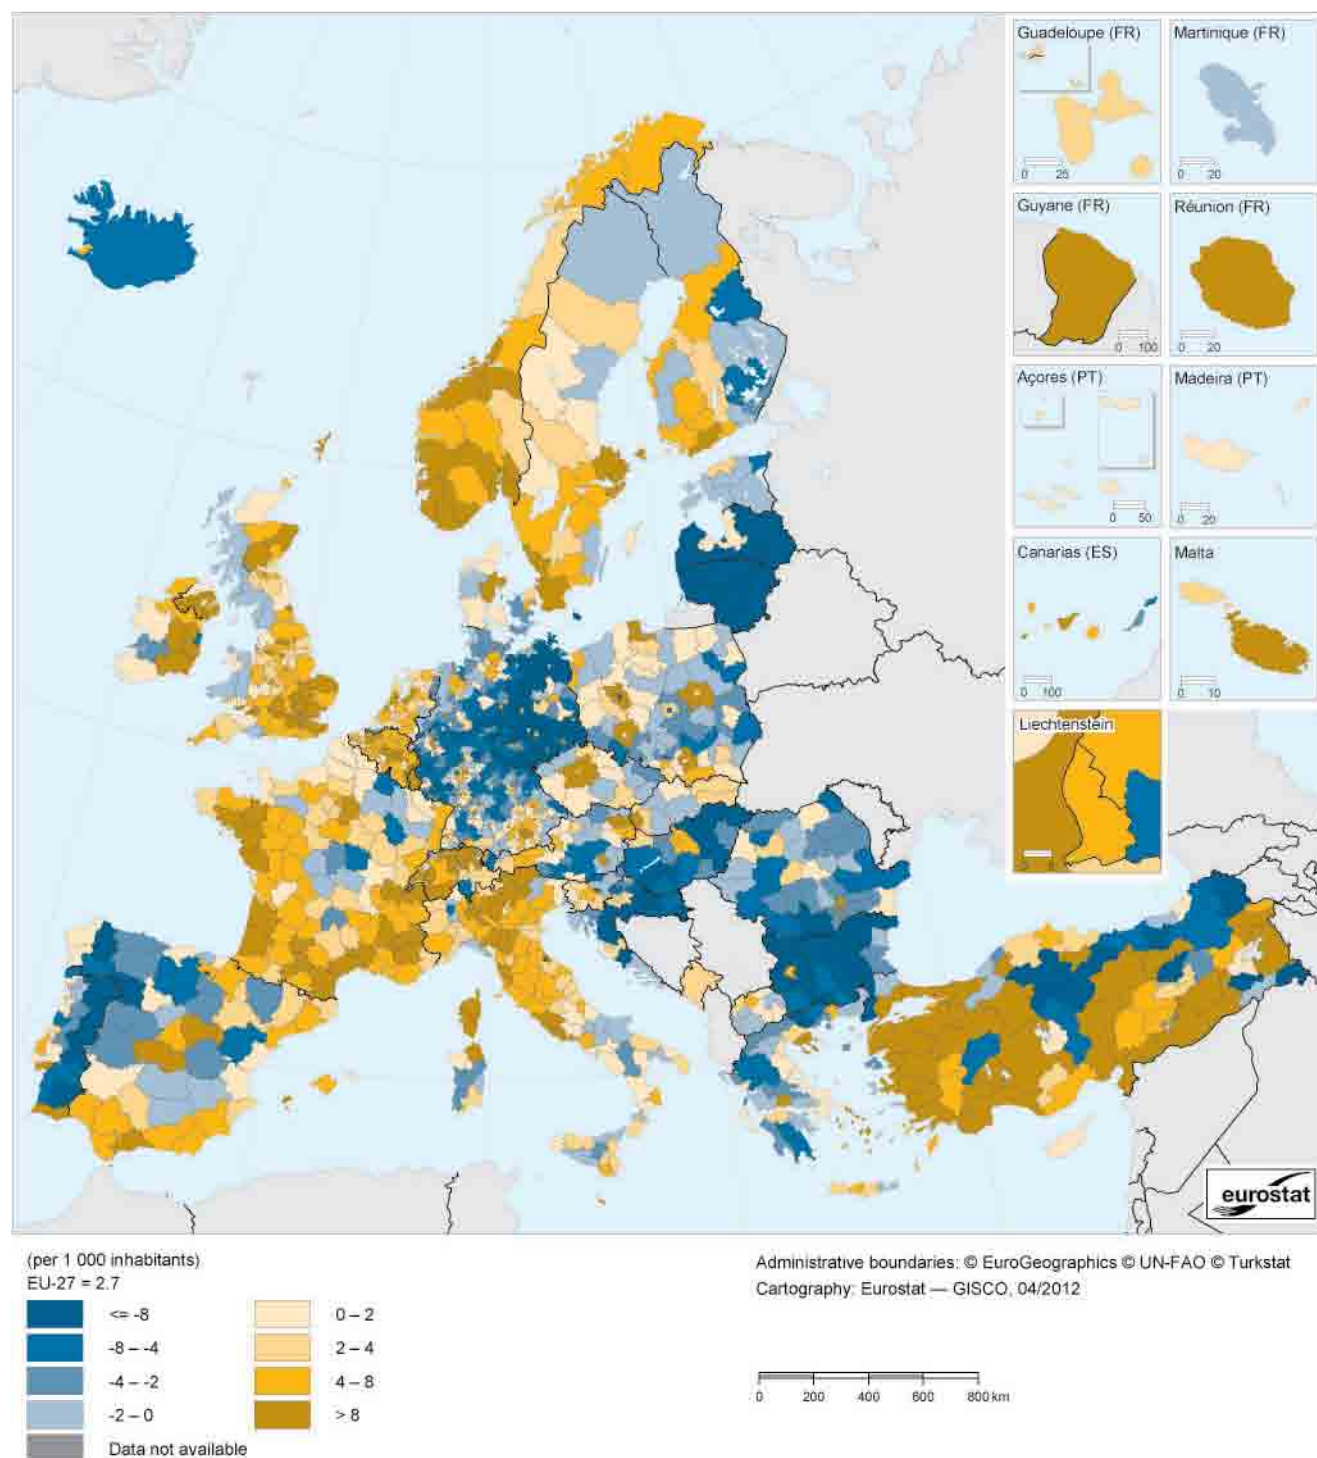 Guadeloupe (FR)
0 25
Martinique (FR)
0 20
Guyane (FR)
0 100
Réunion (FR)
0 20
Açores (PT)
0 50
Madeira (PT)
0 20
Canarias (ES)
0 100
Malta
0 10
Liechtenstein
eurostat
(per 1 000 inhabitants)
EU-27 = 2.7
<= -8
-8 – -4
-4 – -2
-2 – 0
Data not available
0 – 2
2 – 4
4 – 8
> 8
Administrative boundaries: © EuroGeographics © UN-FAO © Turkstat
Cartography: Eurostat — GISCO, 04/2012
0 200 400 600 800 km